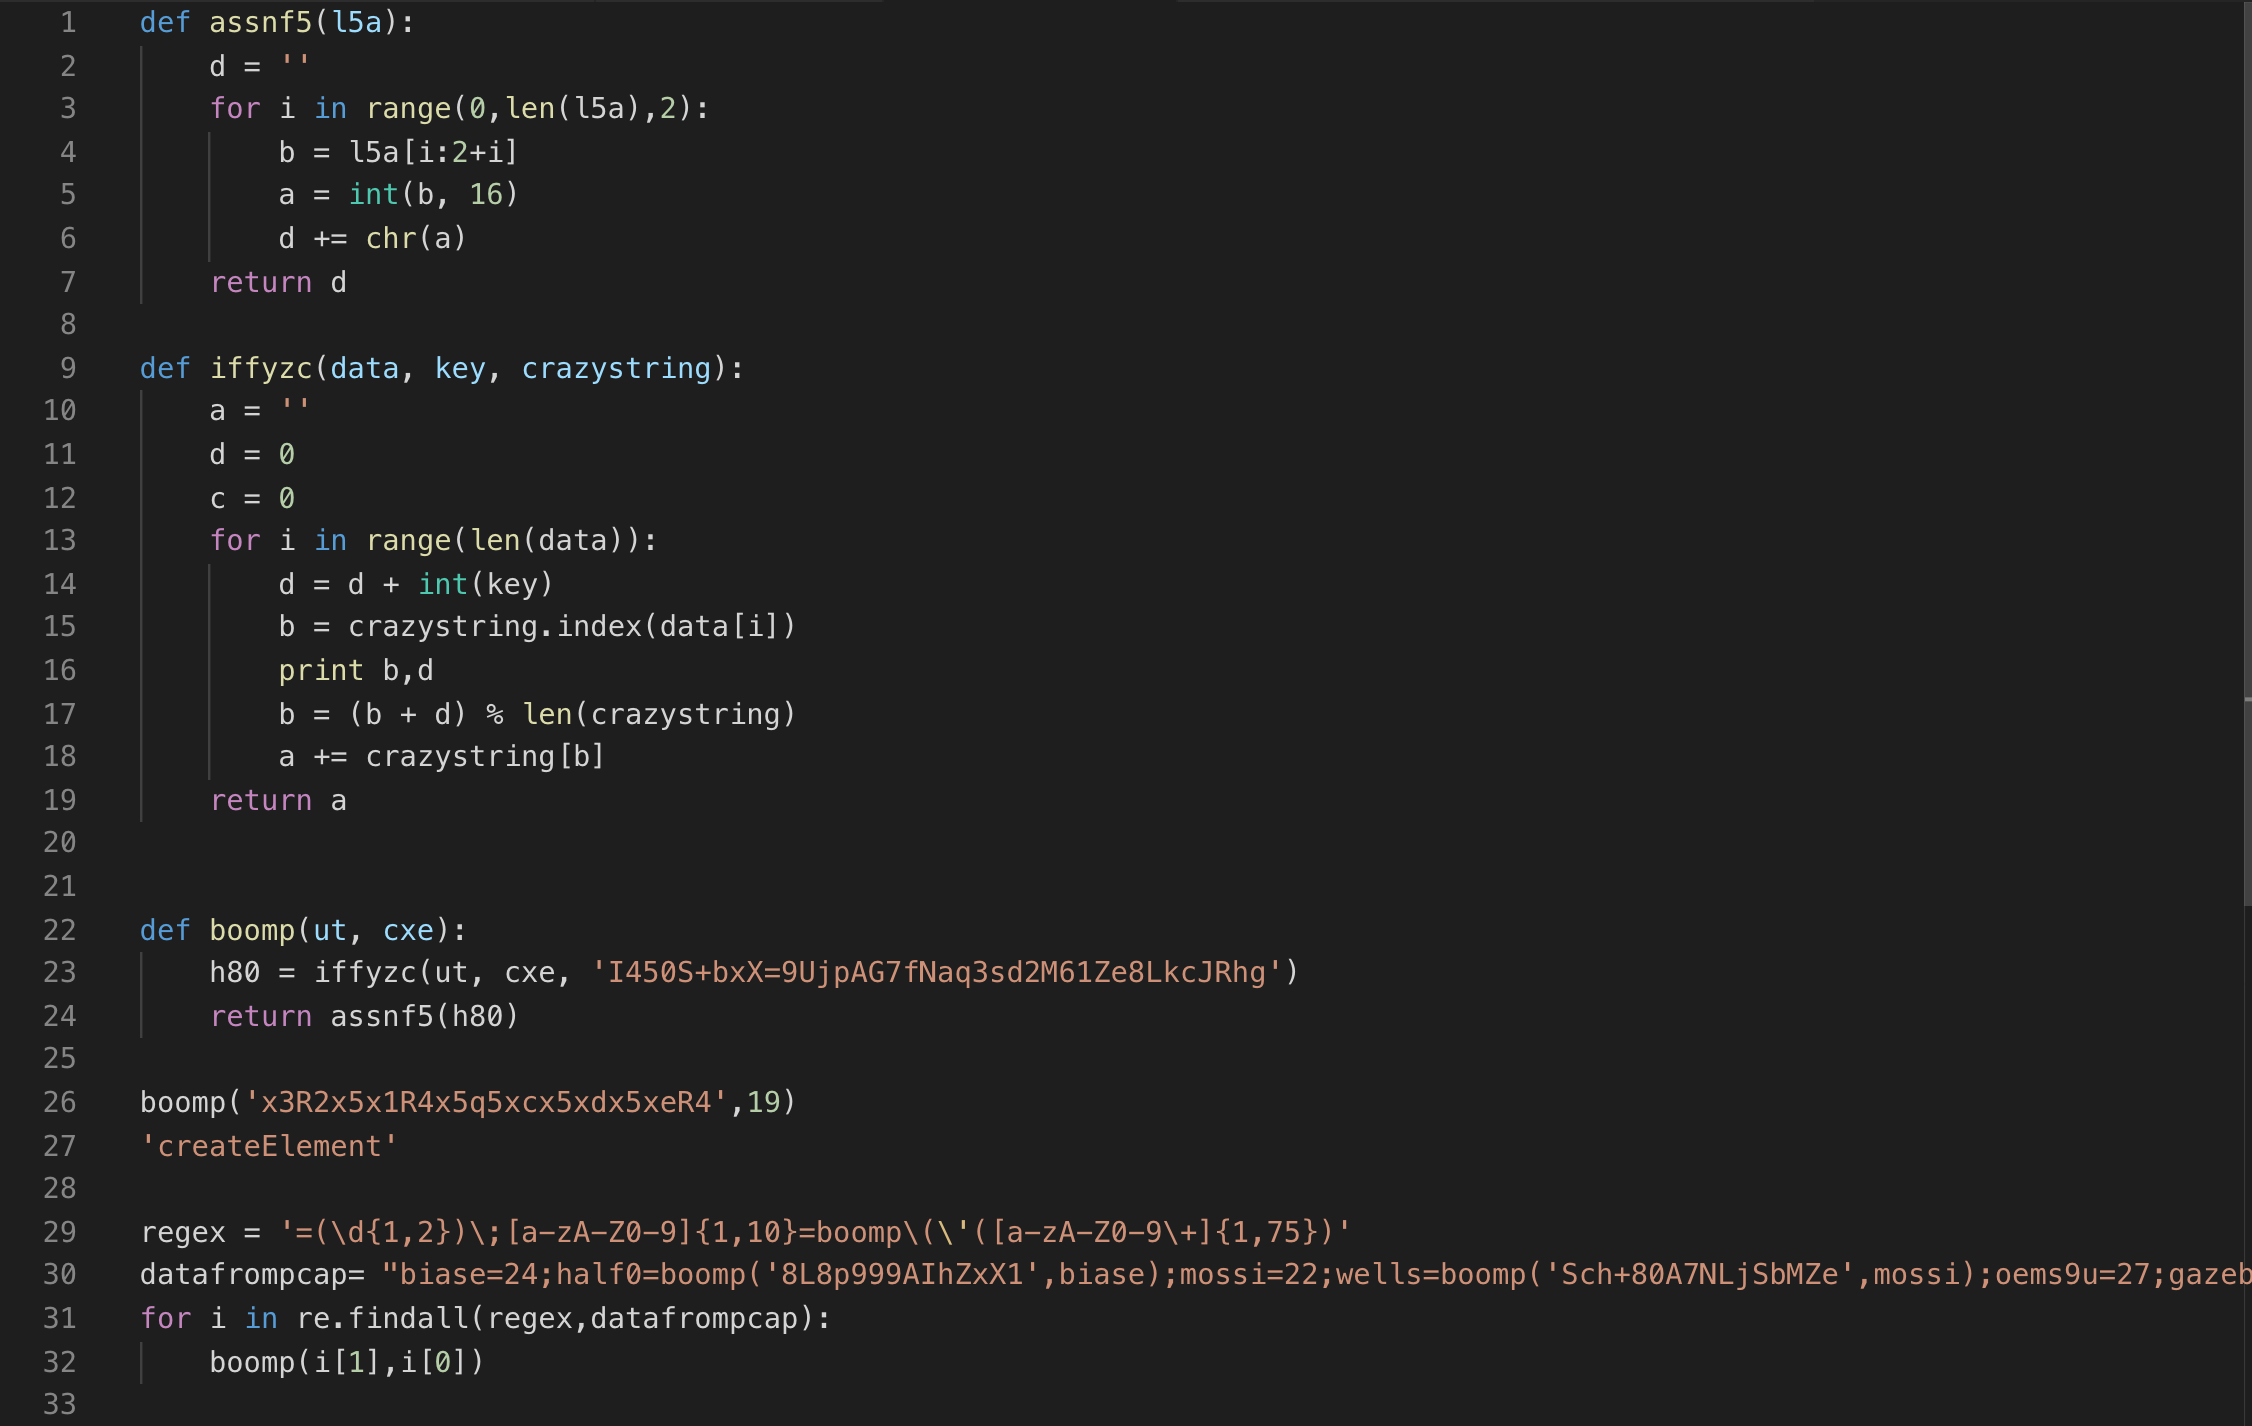 1 def assnf5(l5a):
2 d = ''
3 for i in range(0,len(l5a),2):
4 b = l5a[i:2+i]
5 a = int(b, 16)
6 d += chr(a)
7 return d
8
9 def iffyzc(data, key, crazystring):
10 a = ''
11 d = 0
12 c = 0
13 for i in range(len(data)):
14 d = d + int(key)
15 b = crazystring.index(data[i])
16 print b,d
17 b = (b + d) % len(crazystring)
18 a += crazystring[b]
19 return a
20
21
22 def boomp(ut, cxe):
23 h80 = iffyzc(ut, cxe, 'I450S+bxX=9UjpAG7fNaq3sd2M61Ze8LkcJRhg')
24 return assnf5(h80)
25
26 boomp('x3R2x5x1R4x5q5xcx5xdx5xeR4',19)
27 'createElement'
28
29 regex = '=(\d{1,2})\;[a-zA-Z0-9]{1,10}=boomp\(\'([a-zA-Z0-9\+]{1,75})'
30 datafrompcap= "biase=24;half0=boomp('8L8p999AIhZxX1',biase);mossi=22;wells=boomp('Sch+80A7NLjSbMZe',mossi);oems9u=27;gazeb
31 for i in re.findall(regex,datafrompcap):
32 boomp(i[1],i[0])
33